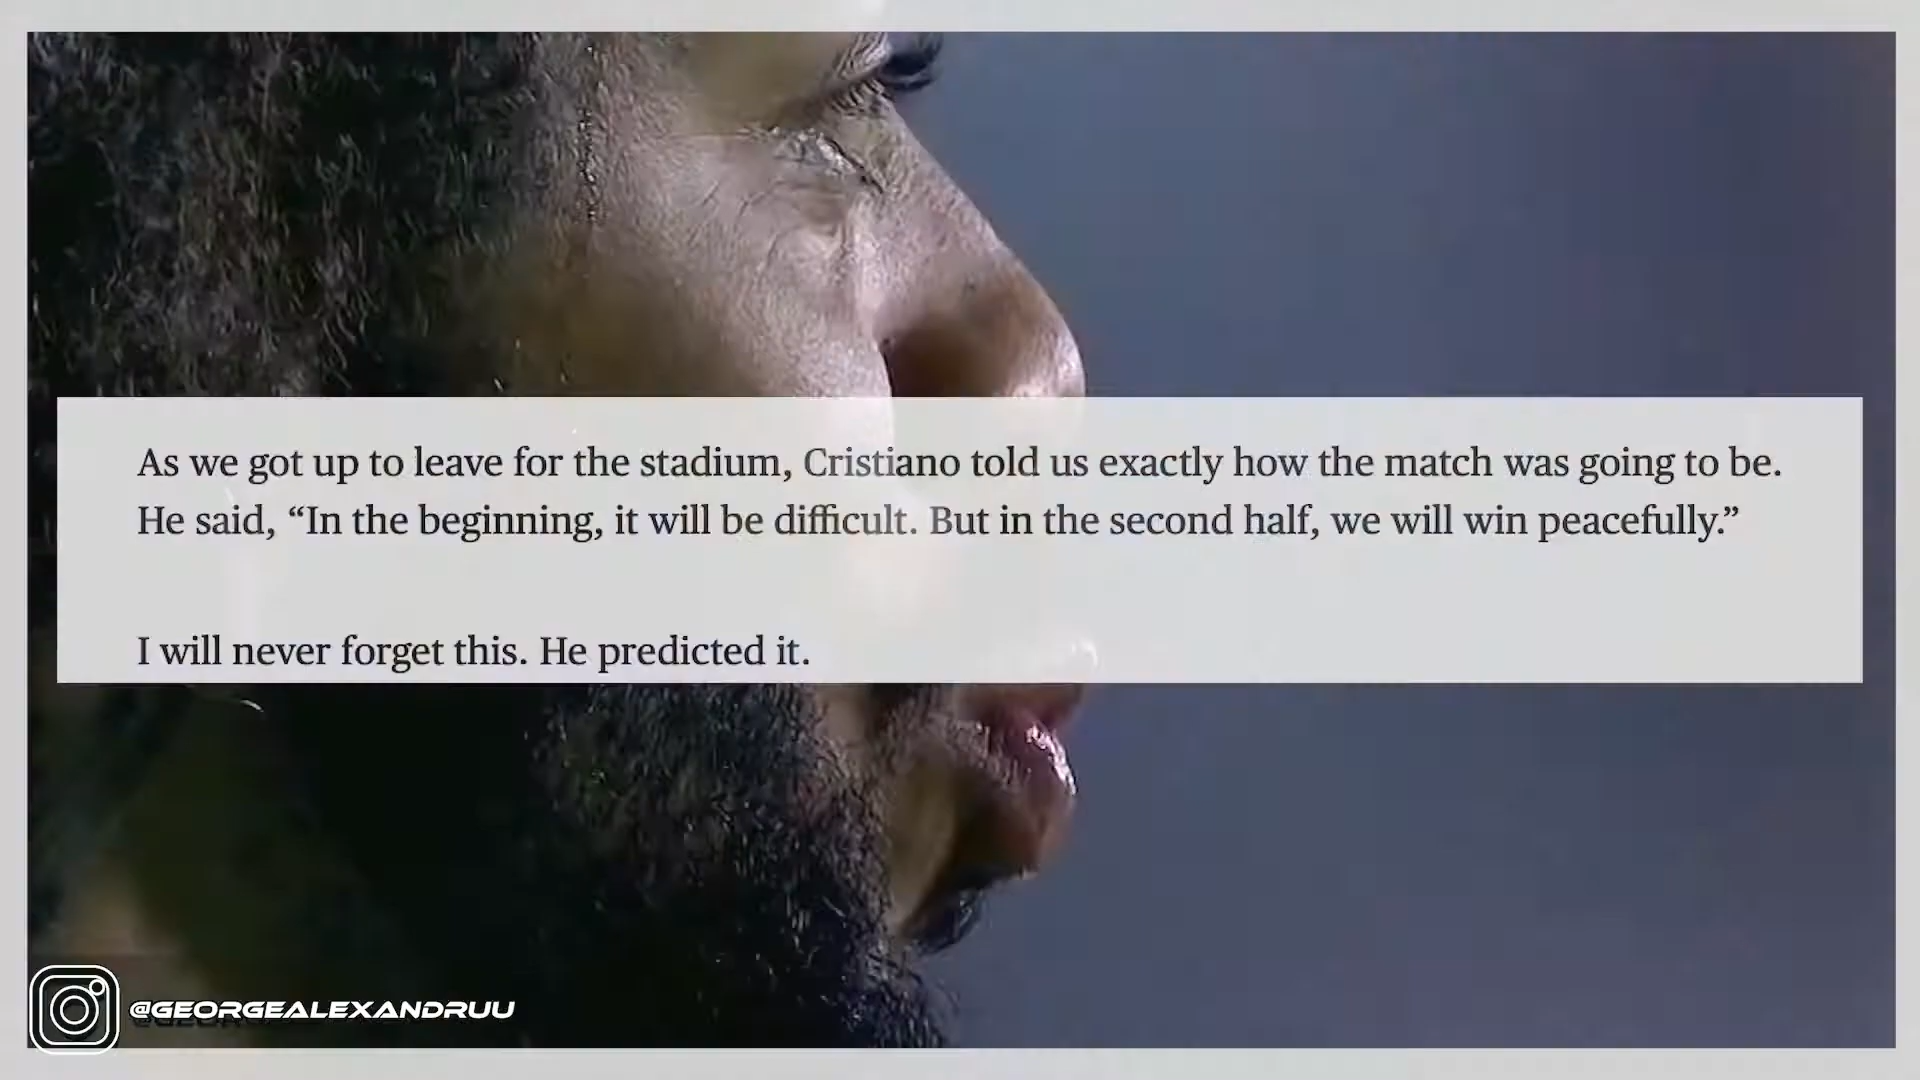 As we got up to leave for the stadium, Cristiano told us exactly how the match was going to be.
He said, “In the beginning, it will be difficult. But in the second half, we will win peacefully.”
I will never forget this. He predicted it.
@GEORGEALEXANDRUU